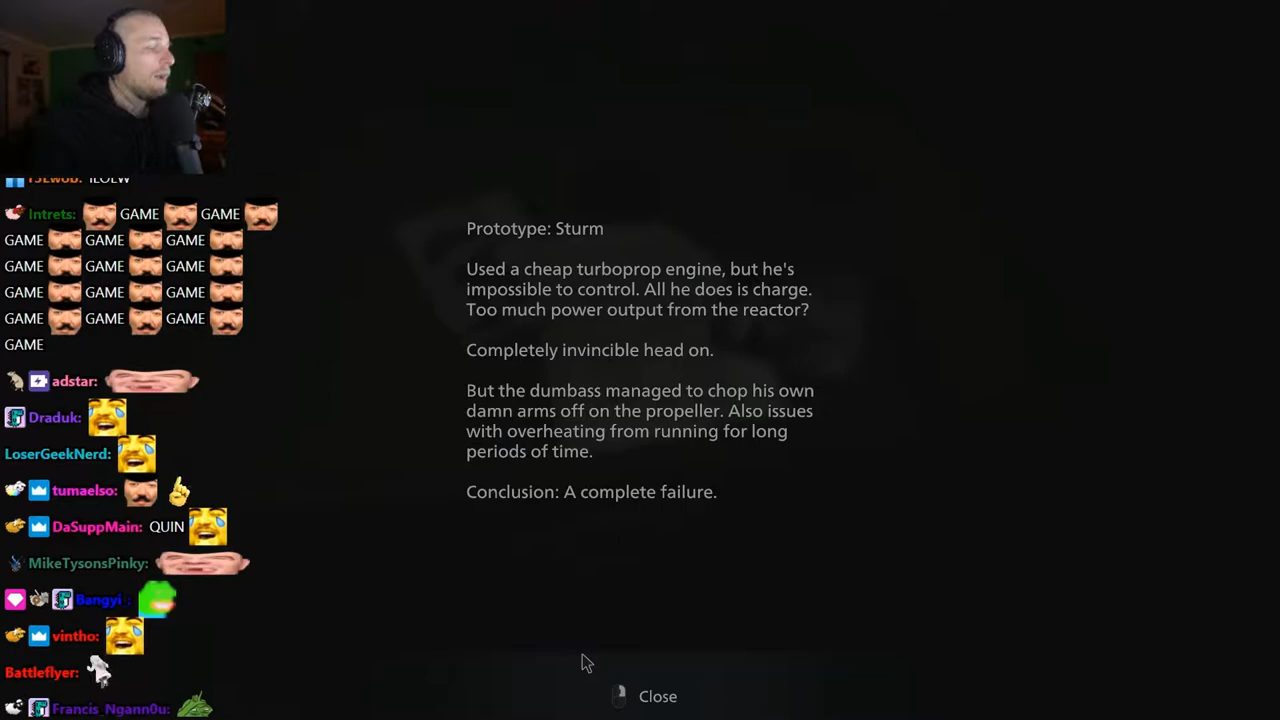 Intrets: GAME GAME
GAME GAME GAME
GAME GAME GAME
GAME GAME GAME
GAME GAME GAME
GAME
adstar:
Draduk:
LoserGeekNerd:
tumaelso:
DaSuppMain: QUIN
MikeTysonsPinky:
Bangyi :
vintho:
Battleflyer:
Francis_Ngann0u:
Prototype: Sturm
Used a cheap turboprop engine, but he's
impossible to control. All he does is charge.
Too much power output from the reactor?
Completely invincible head on.
But the dumbass managed to chop his own
damn arms off on the propeller. Also issues
with overheating from running for long
periods of time.
Conclusion: A complete failure.
Close